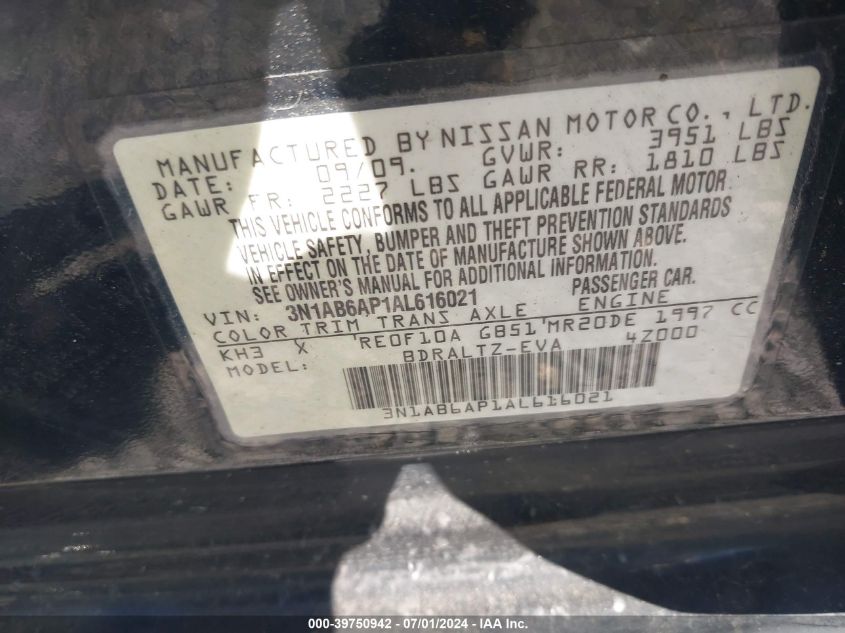 MANUFACTURED BY NISSAN MOTOR CO., LTD.
DATE: 09/09. GVWR: 3951 LBS
GAWR FR: 2227 LBS GAWR RR: 1810 LBS
THIS VEHICLE CONFORMS TO ALL APPLICABLE FEDERAL MOTOR
VEHICLE SAFETY, BUMPER AND THEFT PREVENTION STANDARDS
IN EFFECT ON THE DATE OF MANUFACTURE SHOWN ABOVE.
SEE OWNER'S MANUAL FOR ADDITIONAL INFORMATION.
VIN: 3N1AB6AP1AL616021 PASSENGER CAR.
COLOR TRIM TRANS AXLE ENGINE
KH3 X RE0F10A GB51 MR20DE 1997 CC
MODEL: BDRALTZ-EVA 4Z000
3N1AB6AP1AL616021
000-39750942 - 07/01/2024 - IAA Inc.